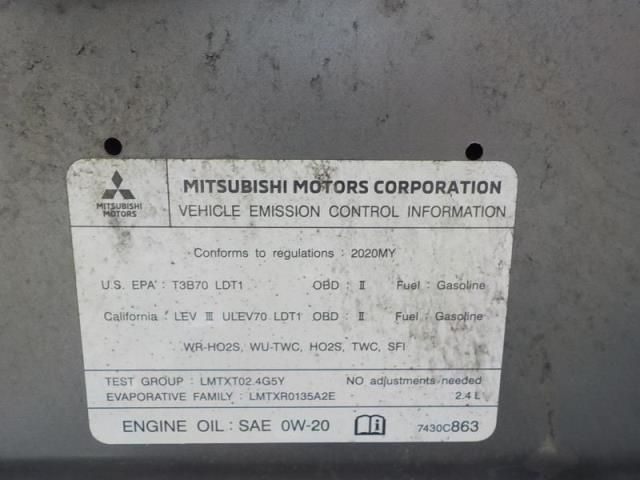 MITSUBISHI MOTORS
MITSUBISHI MOTORS CORPORATION
VEHICLE EMISSION CONTROL INFORMATION
Conforms to regulations : 2020MY
U.S. EPA : T3B70 LDT1 OBD : II Fuel : Gasoline
California : LEV III ULEV70 LDT1 OBD : II Fuel : Gasoline
WR-HO2S, WU-TWC, HO2S, TWC, SFI
TEST GROUP : LMTXT02.4G5Y NO adjustments needed
EVAPORATIVE FAMILY : LMTXR0135A2E 2.4 L
ENGINE OIL : SAE 0W-20 i 7430C863